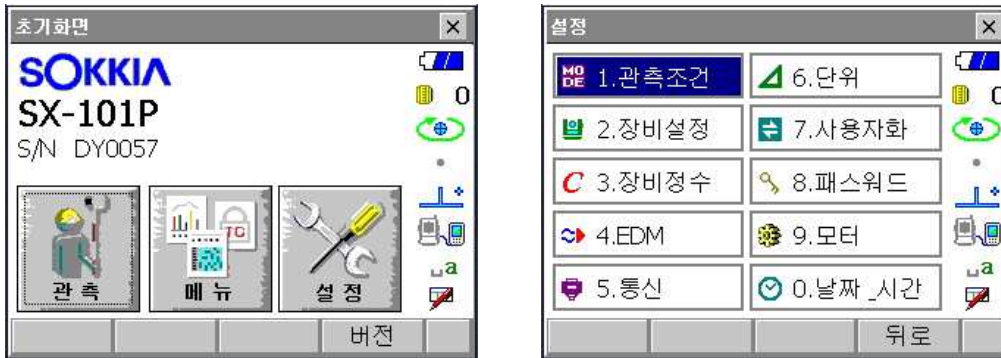 초기화면
SOKKIA
SX-101P
S/N DY0057
0
TG
관 측
메 뉴
설 정
a
버전
설정
MO
DE
1.관측조건
6.단위
2.장비설정
7.사용자화
C 3.장비정수
8.패스워드
4.EDM
9.모터
5.통신
0.날짜 _시간
a
뒤로